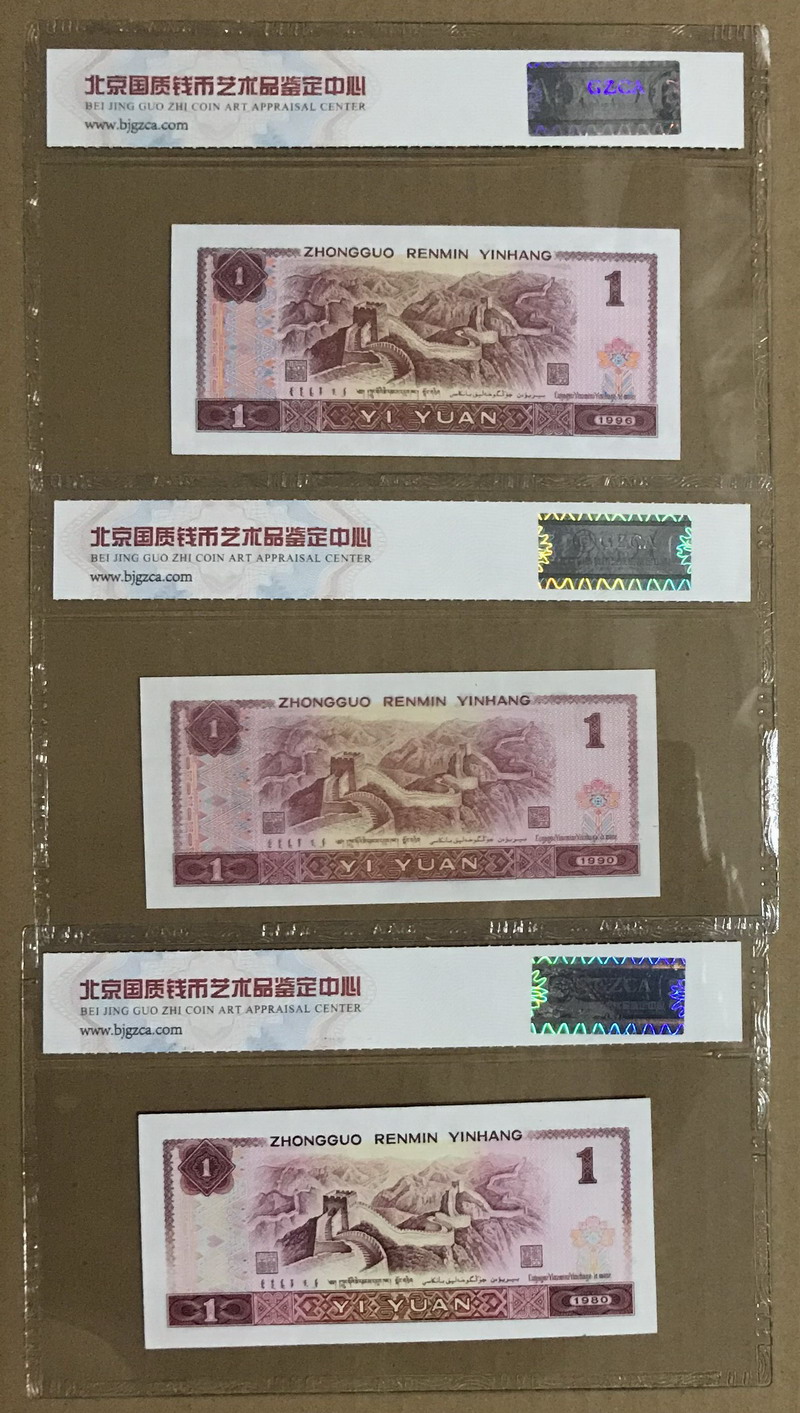 北京国质钱币艺术品鉴定中心
BEI JING GUO ZHI COIN ART APPRAISAL CENTER
www.bjgzca.com
GZCA
ZHONGGUO RENMIN YINHANG
1
1
1 YI YUAN 1996
北京国质钱币艺术品鉴定中心
BEI JING GUO ZHI COIN ART APPRAISAL CENTER
www.bjgzca.com
ZHONGGUO RENMIN YINHANG
1
1
1 YI YUAN 1990
北京国质钱币艺术品鉴定中心
BEI JING GUO ZHI COIN ART APPRAISAL CENTER
www.bjgzca.com
GZCA
ZHONGGUO RENMIN YINHANG
1
1
1 YI YUAN 1980